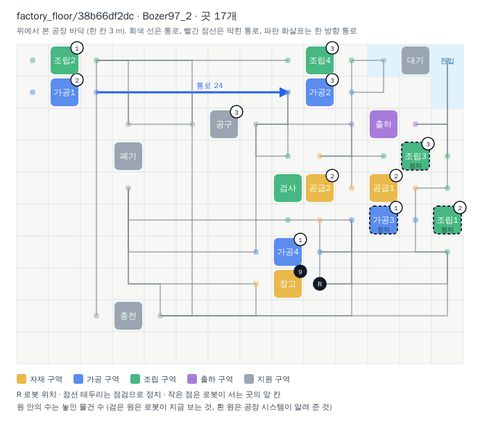 factory_floor/38b66df2dc · Bozer97_2 · 곳 17개
위에서 본 공장 바닥 (한 칸 3 m). 회색 선은 통로, 빨간 점선은 막힌 통로, 파란 화살표는 한 방향 통로
조립2 1
조립4 3
대기
진입
가공1 2
통로 24
가공2 3
공구 3
출하
폐기
조립3 3
정지
검사
공급2 2
공급1 2
가공3 1
정지
조립1 2
정지
가공4 1
창고 9
R
충전
자재 구역
가공 구역
조립 구역
출하 구역
지원 구역
R 로봇 위치 · 점선 테두리는 점검으로 정지 · 작은 점은 로봇이 서는 곳의 앞 칸
원 안의 수는 놓인 물건 수 (검은 원은 로봇이 지금 보는 것, 흰 원은 공장 시스템이 알려 준 것)